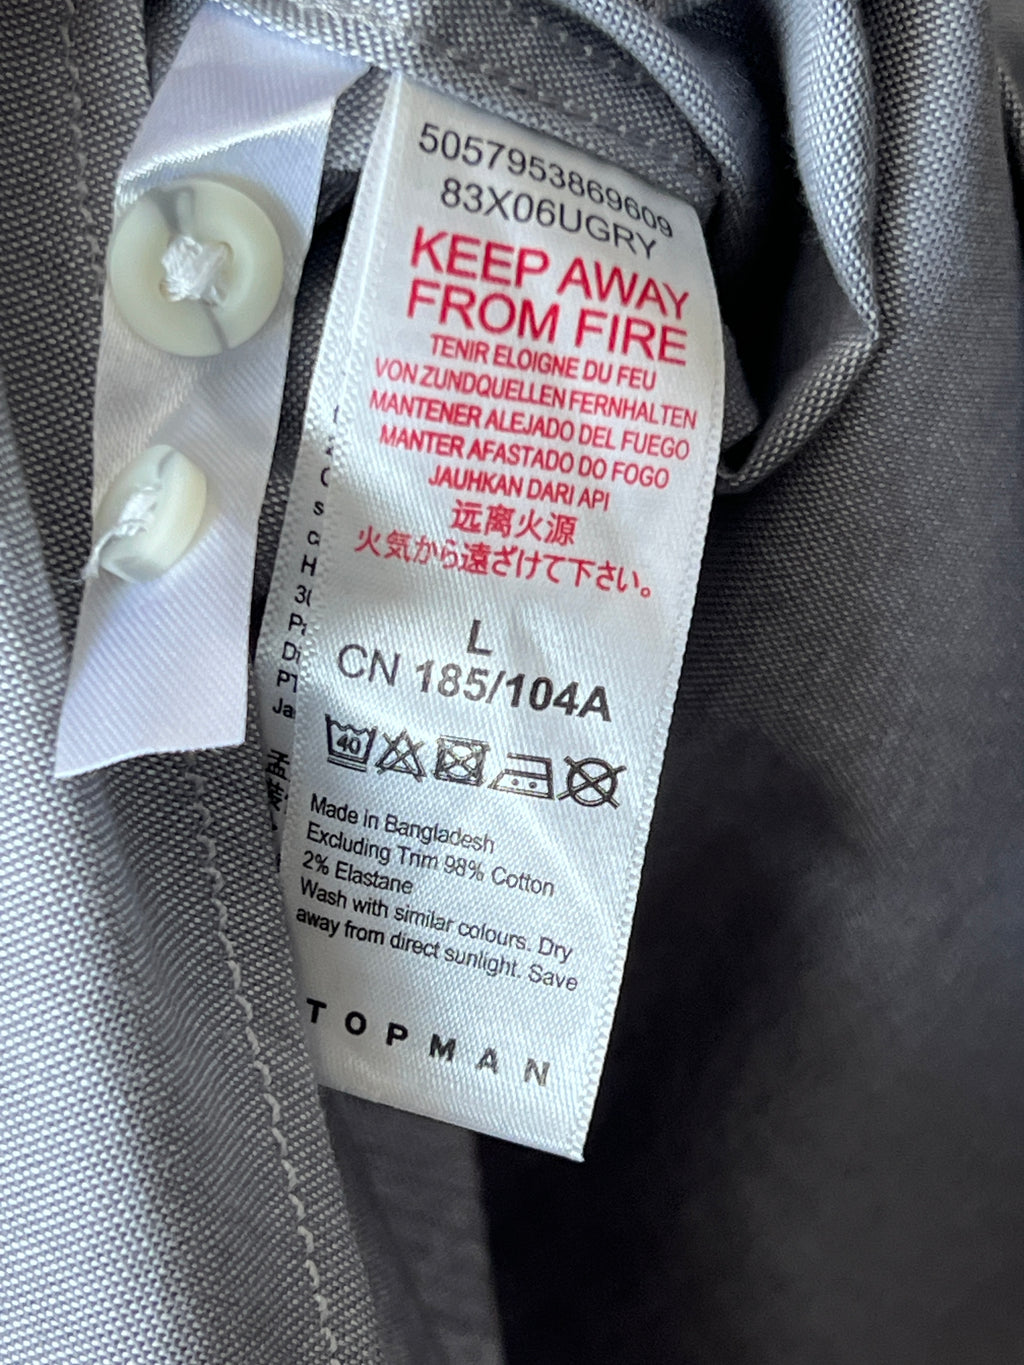 5057953869609
83X06UGRY
KEEP AWAY
FROM FIRE
TENIR ELOIGNE DU FEU
VON ZUNDQUELLEN FERNHALTEN
MANTENER ALEJADO DEL FUEGO
MANTER AFASTADO DO FOGO
JAUHKAN DARI API
远离火源
火気から遠ざけて下さい。
L
CN 185/104A
40
Made in Bangladesh
Excluding Trim 98% Cotton
2% Elastane
Wash with similar colours. Dry
away from direct sunlight. Save
TOPMAN